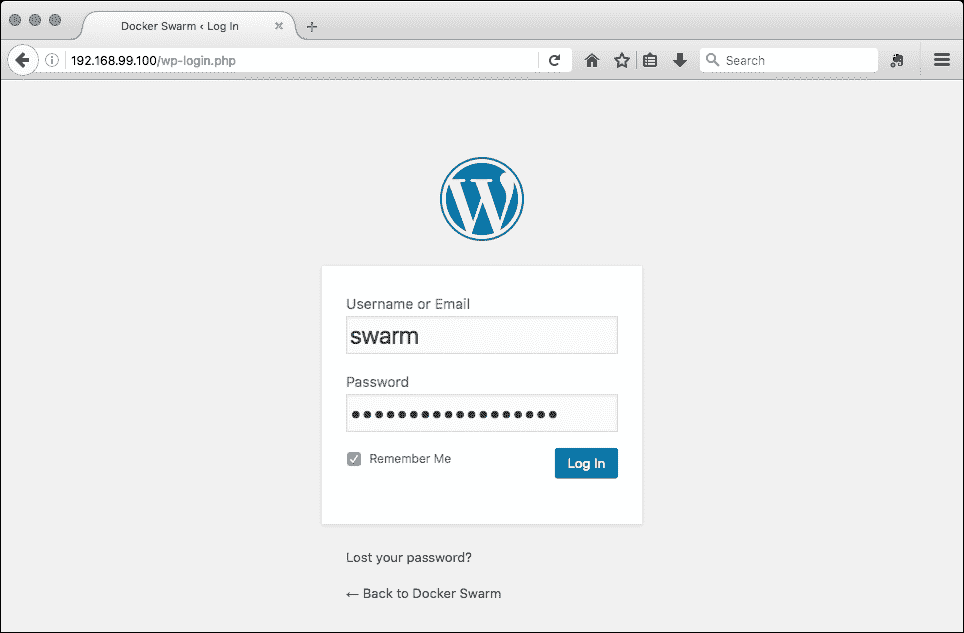 Docker Swarm ‹ Log In
192.168.99.100/wp-login.php
Search
Username or Email
swarm
Password
Remember Me
Log In
Lost your password?
← Back to Docker Swarm